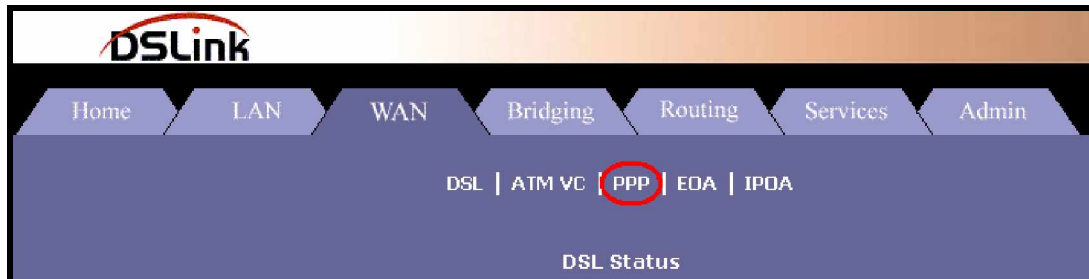 DSLink
Home LAN WAN Bridging Routing Services Admin
DSL | ATM VC | PPP | EOA | IPOA
DSL Status